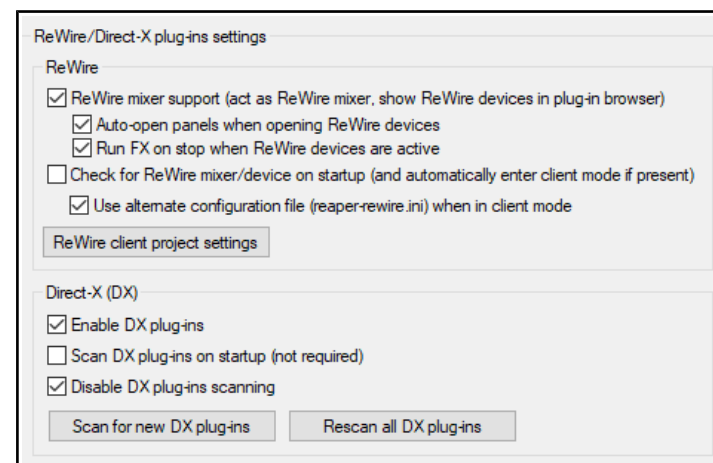 ReWire/Direct-X plug-ins settings
ReWire
ReWire mixer support (act as ReWire mixer, show ReWire devices in plug-in browser)
Auto-open panels when opening ReWire devices
Run FX on stop when ReWire devices are active
Check for ReWire mixer/device on startup (and automatically enter client mode if present)
Use alternate configuration file (reaper-rewire.ini) when in client mode
ReWire client project settings
Direct-X (DX)
Enable DX plug-ins
Scan DX plug-ins on startup (not required)
Disable DX plug-ins scanning
Scan for new DX plug-ins Rescan all DX plug-ins